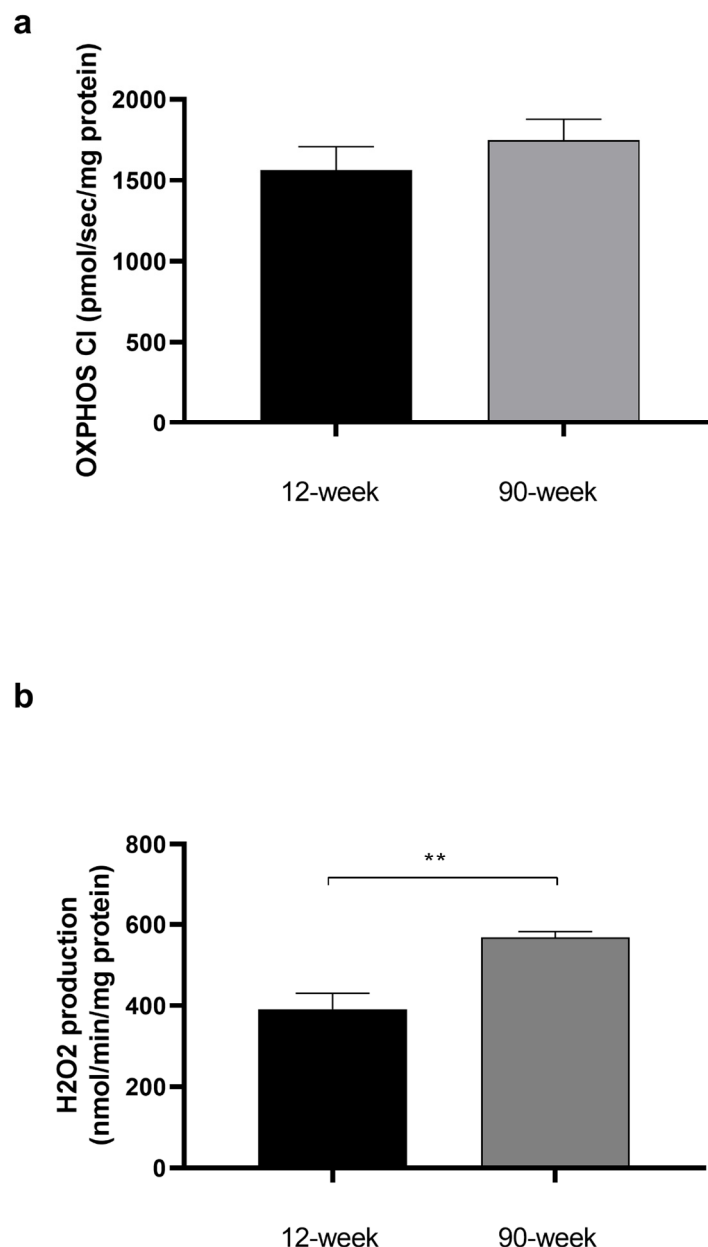 a
OXPHOS CI (pmol/sec/mg protein)
2000
1500
1000
500
0
12-week
90-week
b
H2O2 production
(nmol/min/mg protein)
800
600
400
200
0
**
12-week
90-week